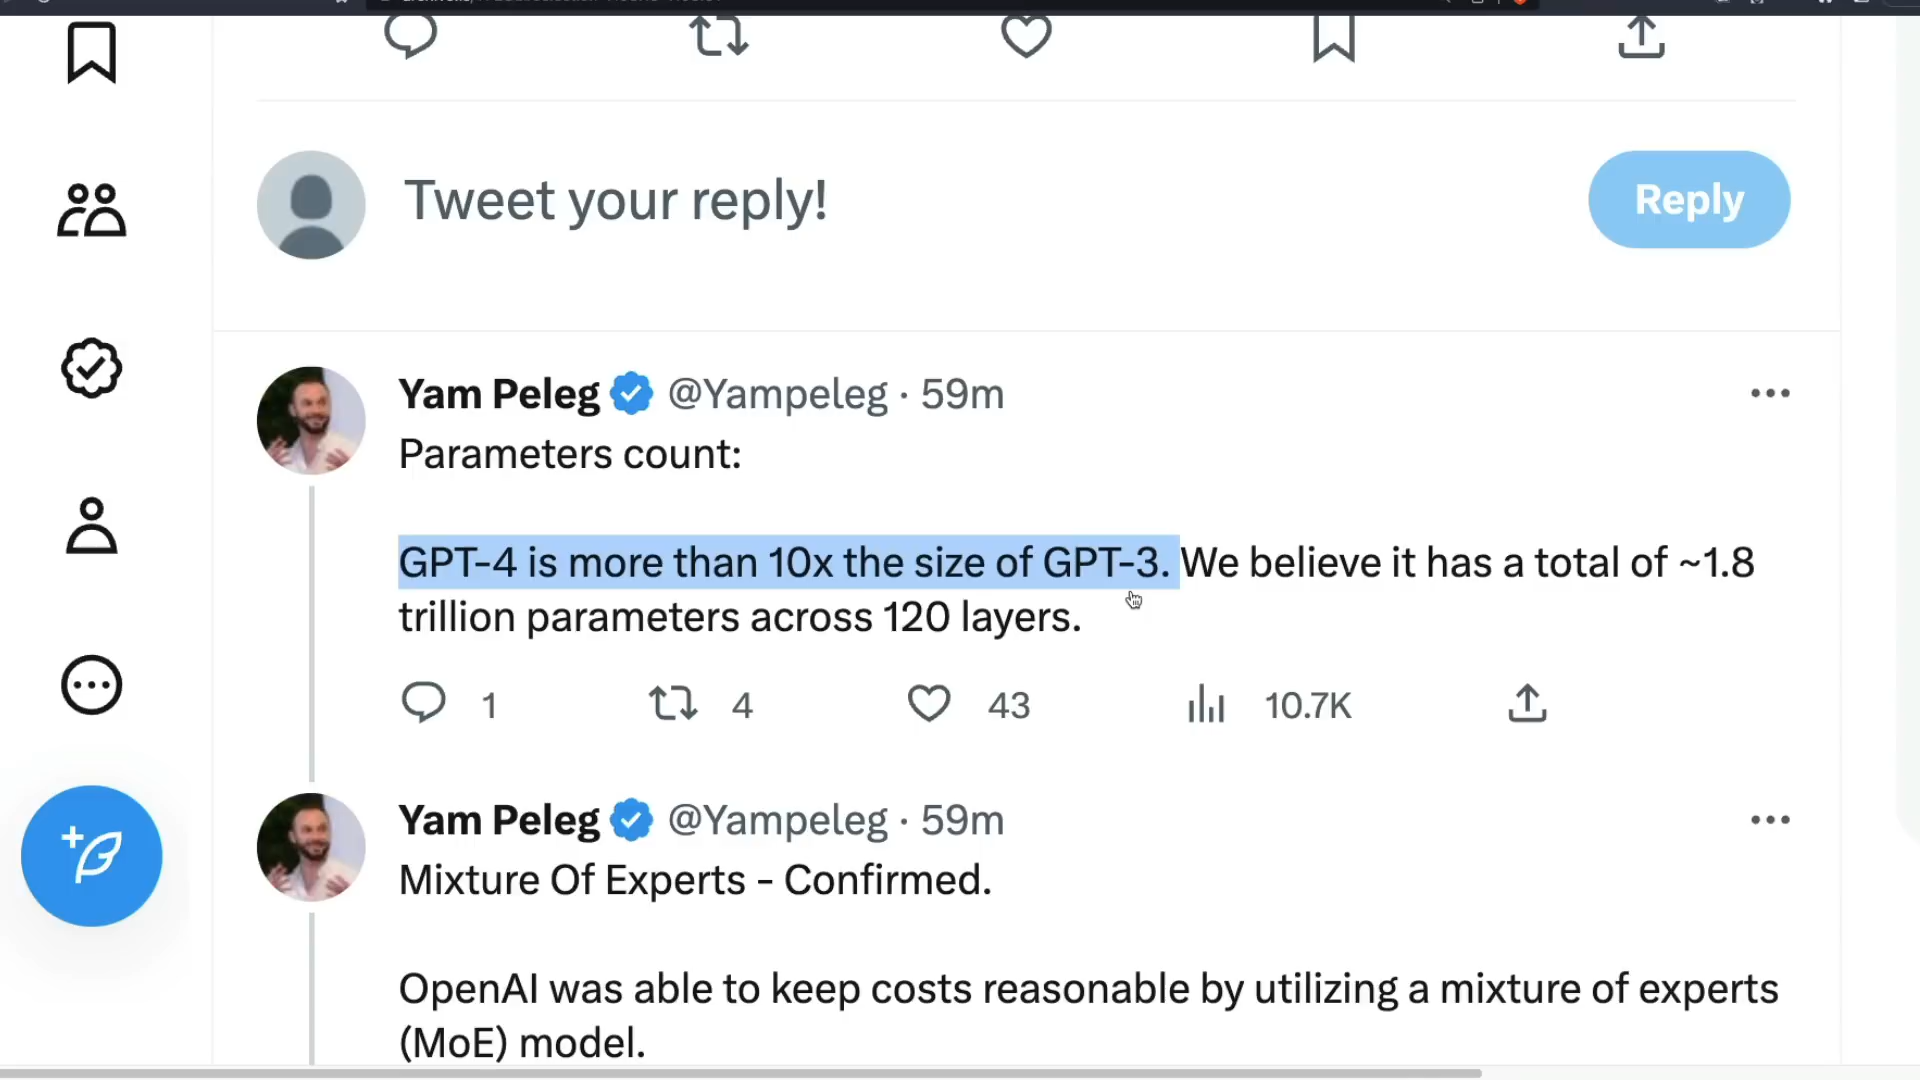 Tweet your reply!
Reply
Yam Peleg @Yampeleg · 59m
Parameters count:
GPT-4 is more than 10x the size of GPT-3. We believe it has a total of ~1.8
trillion parameters across 120 layers.
1 4 43 10.7K
Yam Peleg @Yampeleg · 59m
Mixture Of Experts - Confirmed.
OpenAI was able to keep costs reasonable by utilizing a mixture of experts
(MoE) model.